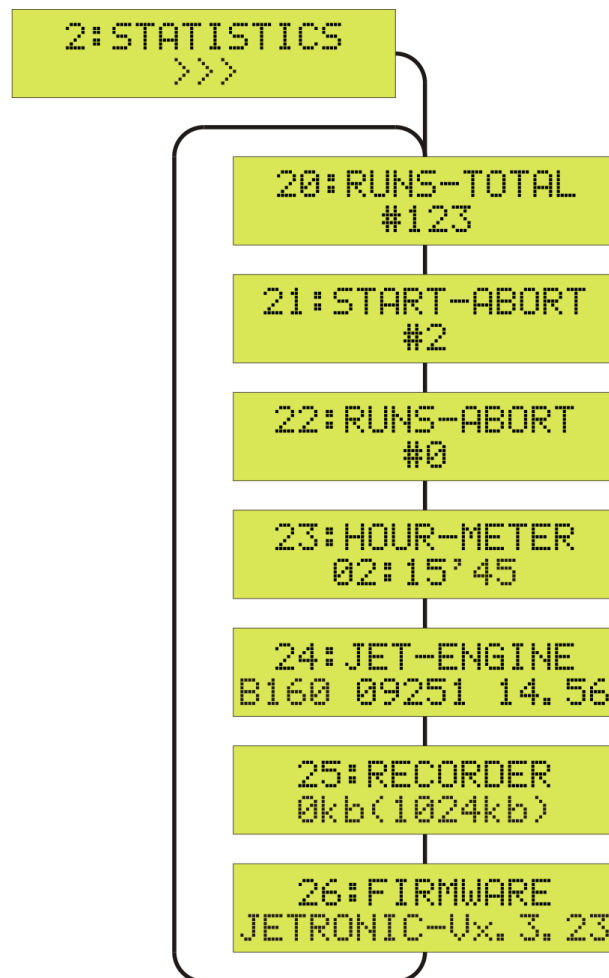 2:STATISTICS
>>>
20:RUNS-TOTAL
#123
21:START-ABORT
#2
22:RUNS-ABORT
#0
23:HOUR-METER
02:15'45
24:JET-ENGINE
B160 09251 14.56
25:RECORDER
0kb(1024kb)
26:FIRMWARE
JETRONIC-Vx.3.23